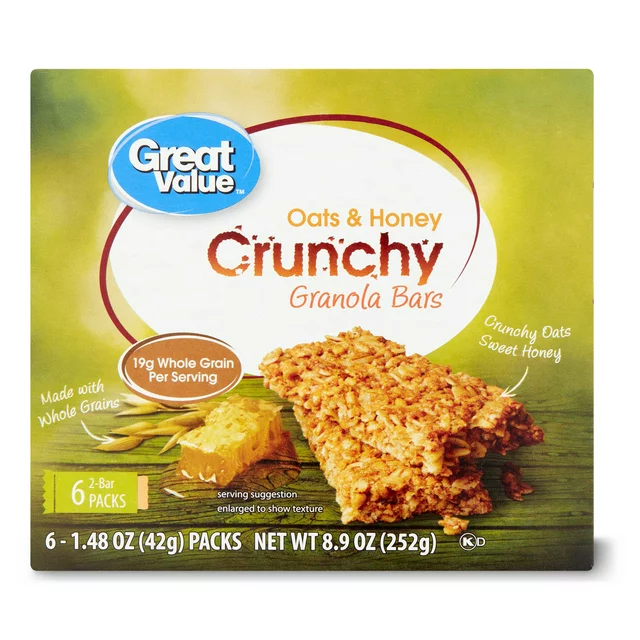 Great
Value™
Oats & Honey
Crunchy
Granola Bars
Crunchy Oats
Sweet Honey
19g Whole Grain
Per Serving
Made with
Whole Grains
6 2-Bar
PACKS
serving suggestion
enlarged to show texture
6 - 1.48 OZ (42g) PACKS NET WT 8.9 OZ (252g) K D